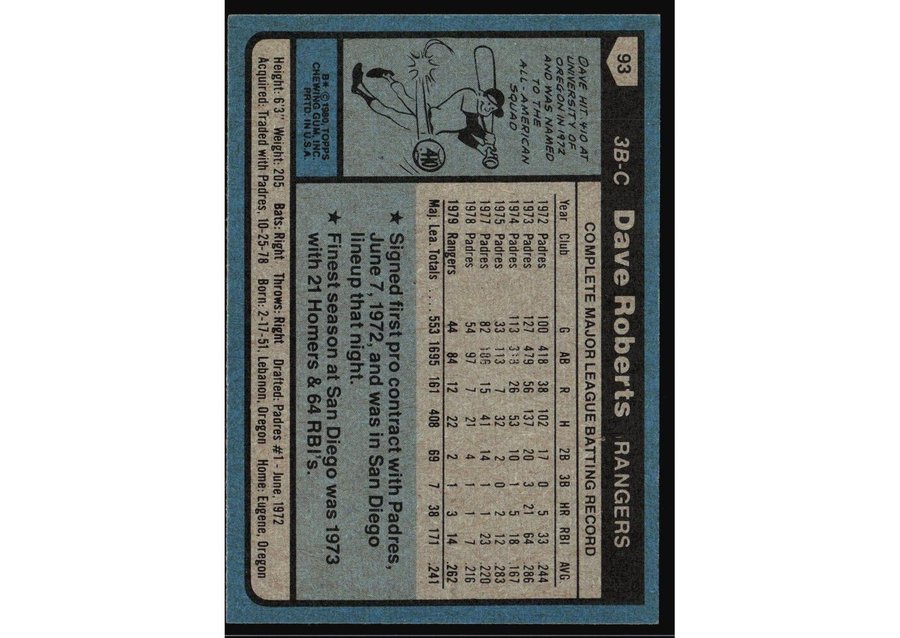 93 3B-C Dave Roberts RANGERS
DAVE HIT .410 AT
UNIVERSITY OF
OREGON IN 1972
AND WAS NAMED
TO THE
ALL-AMERICAN
SQUAD
.410
B* © 1980, TOPPS
CHEWING GUM, INC.
PRTD. IN U.S.A.
COMPLETE MAJOR LEAGUE BATTING RECORD
Year Club G AB R H 2B 3B HR RBI AVG.
1972 Padres 100 418 38 102 17 0 5 33 .244
1973 Padres 127 479 56 137 20 3 21 64 .286
1974 Padres 113 318 26 53 10 1 5 18 .167
1975 Padres 33 113 7 32 2 0 2 12 .283
1977 Padres 82 186 15 41 14 1 1 23 .220
1978 Padres 54 97 7 21 4 1 1 7 .216
1979 Rangers 44 84 12 22 2 1 3 14 .262
Maj. Lea. Totals . . . . 553 1695 161 408 69 7 38 171 .241
★ Signed first pro contract with Padres,
June 7, 1972, and was in San Diego
lineup that night.
★ Finest season at San Diego was 1973
with 21 Homers & 64 RBI's.
Height: 6'3" Weight: 205 Bats: Right Throws: Right Drafted: Padres #1 - June, 1972
Acquired: Traded with Padres, 10-25-78 Born: 2-17-51, Lebanon, Oregon Home: Eugene, Oregon